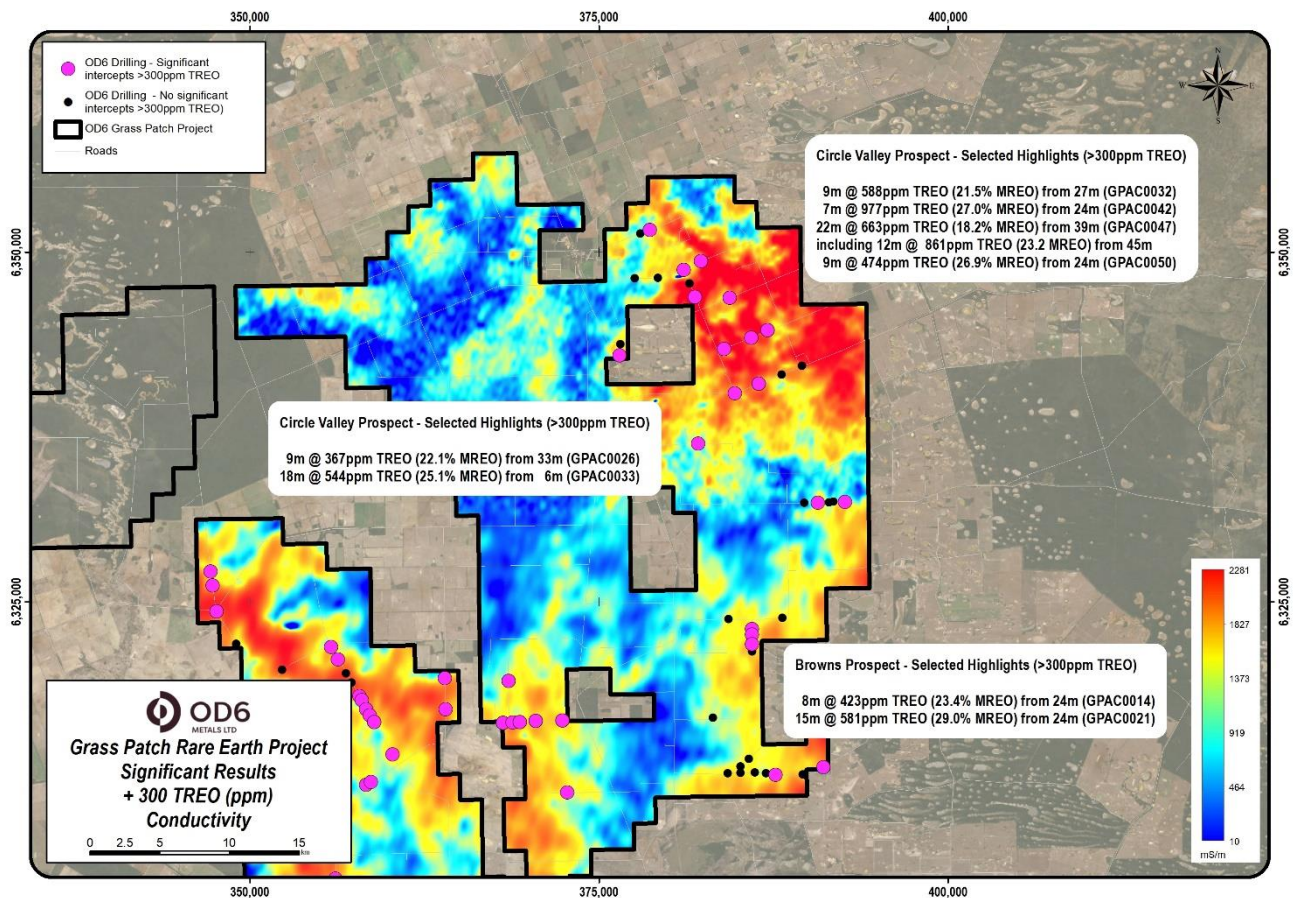 350,000
375,000
400,000
OD6 Drilling - Significant
intercepts >300ppm TREO
OD6 Drilling - No significant
intercepts >300ppm TREO)
OD6 Grass Patch Project
Roads
N
W E
S
Circle Valley Prospect - Selected Highlights (>300ppm TREO)
9m @ 588ppm TREO (21.5% MREO) from 27m (GPAC0032)
7m @ 977ppm TREO (27.0% MREO) from 24m (GPAC0042)
22m @ 663ppm TREO (18.2% MREO) from 39m (GPAC0047)
including 12m @ 861ppm TREO (23.2 MREO) from 45m
9m @ 474ppm TREO (26.9% MREO) from 24m (GPAC0050)
6,350,000
6,350,000
Circle Valley Prospect - Selected Highlights (>300ppm TREO)
9m @ 367ppm TREO (22.1% MREO) from 33m (GPAC0026)
18m @ 544ppm TREO (25.1% MREO) from 6m (GPAC0033)
6,325,000
6,325,000
2281
1827
1373
919
464
10
mS/m
Browns Prospect - Selected Highlights (>300ppm TREO)
8m @ 423ppm TREO (23.4% MREO) from 24m (GPAC0014)
15m @ 581ppm TREO (29.0% MREO) from 24m (GPAC0021)
OD6
METALS LTD
Grass Patch Rare Earth Project
Significant Results
+ 300 TREO (ppm)
Conductivity
0 2.5 5 10 15
km
350,000
375,000
400,000